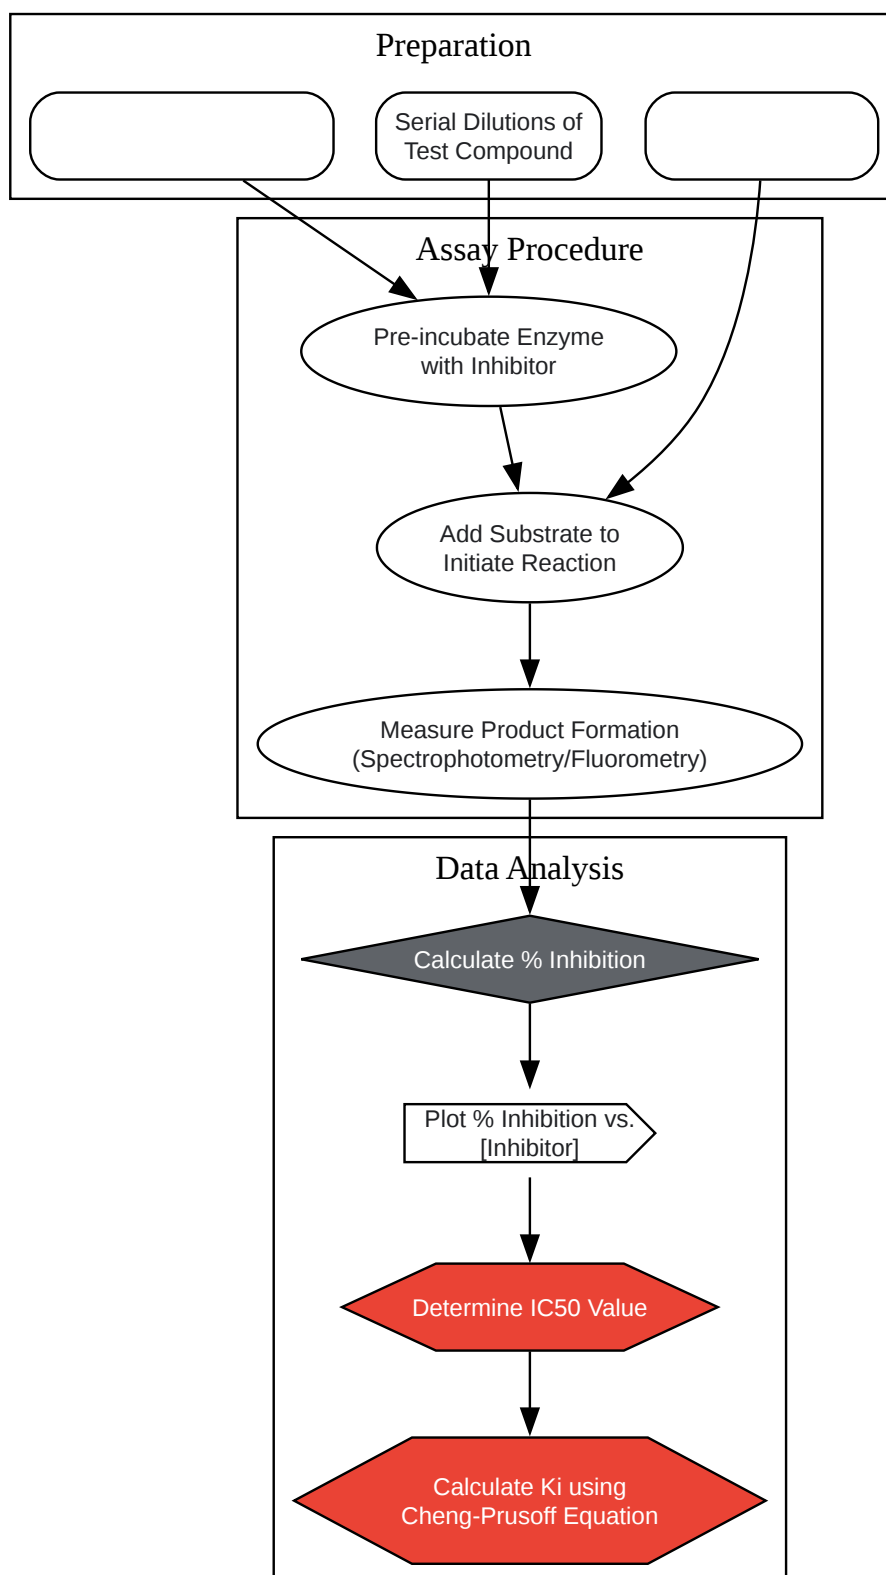 Preparation
Serial Dilutions of
Test Compound
Assay Procedure
Pre-incubate Enzyme
with Inhibitor
Add Substrate to
Initiate Reaction
Measure Product Formation
(Spectrophotometry/Fluorometry)
Data Analysis
Calculate % Inhibition
Plot % Inhibition vs.
[Inhibitor]
Determine IC50 Value
Calculate Ki using
Cheng-Prusoff Equation